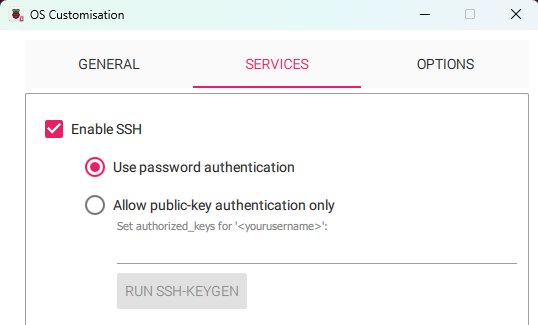 OS Customisation
GENERAL SERVICES OPTIONS
Enable SSH
Use password authentication
Allow public-key authentication only
Set authorized_keys for '<yourusername>':
RUN SSH-KEYGEN